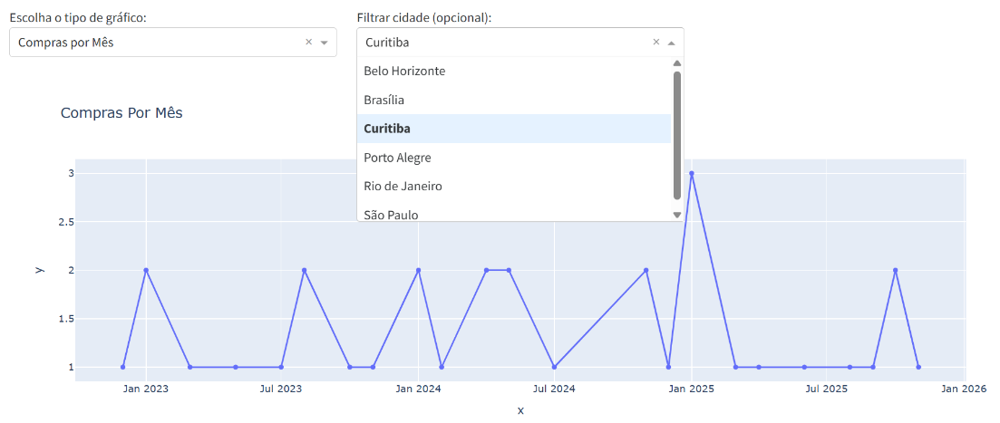 Escolha o tipo de gráfico:
Compras por Mês
Filtrar cidade (opcional):
Curitiba
Belo Horizonte
Brasília
Curitiba
Porto Alegre
Rio de Janeiro
São Paulo
Compras Por Mês
3
2.5
2
1.5
1
y
Jan 2023
Jul 2023
Jan 2024
Jul 2024
Jan 2025
Jul 2025
Jan 2026
x